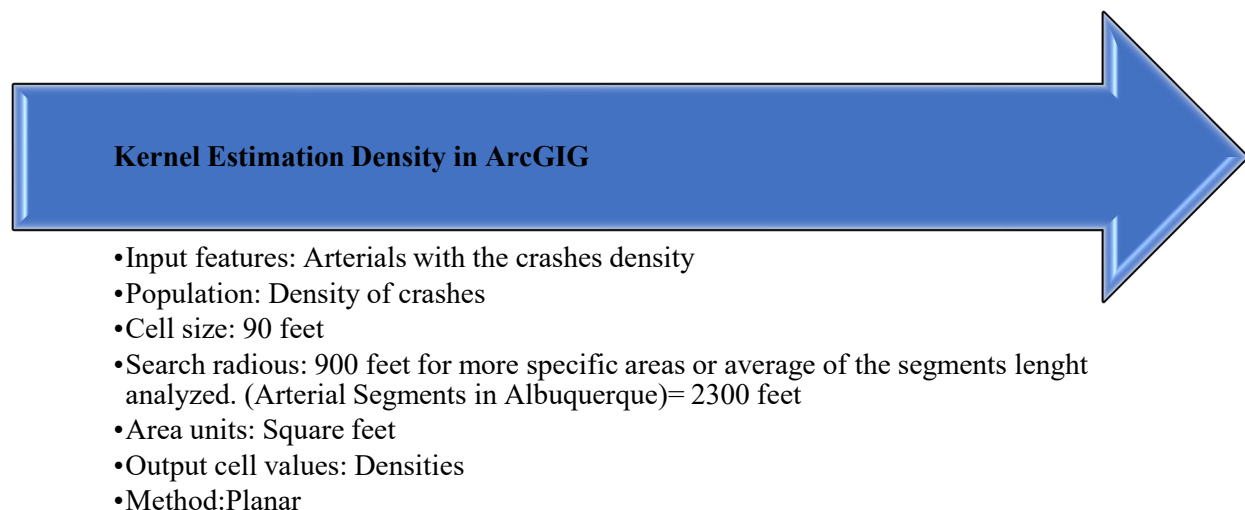 Kernel Estimation Density in ArcGIG
•Input features: Arterials with the crashes density
•Population: Density of crashes
•Cell size: 90 feet
•Search radious: 900 feet for more specific areas or average of the segments lenght
analyzed. (Arterial Segments in Albuquerque)= 2300 feet
•Area units: Square feet
•Output cell values: Densities
•Method:Planar